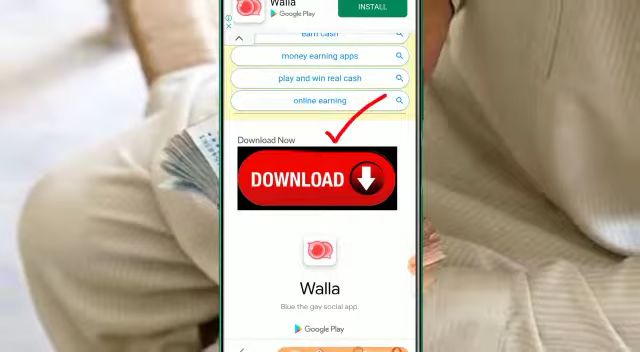 Walla
Google Play
INSTALL
earn cash
money earning apps
play and win real cash
online earning
Download Now
DOWNLOAD
Walla
Blue the gay social app.
Google Play